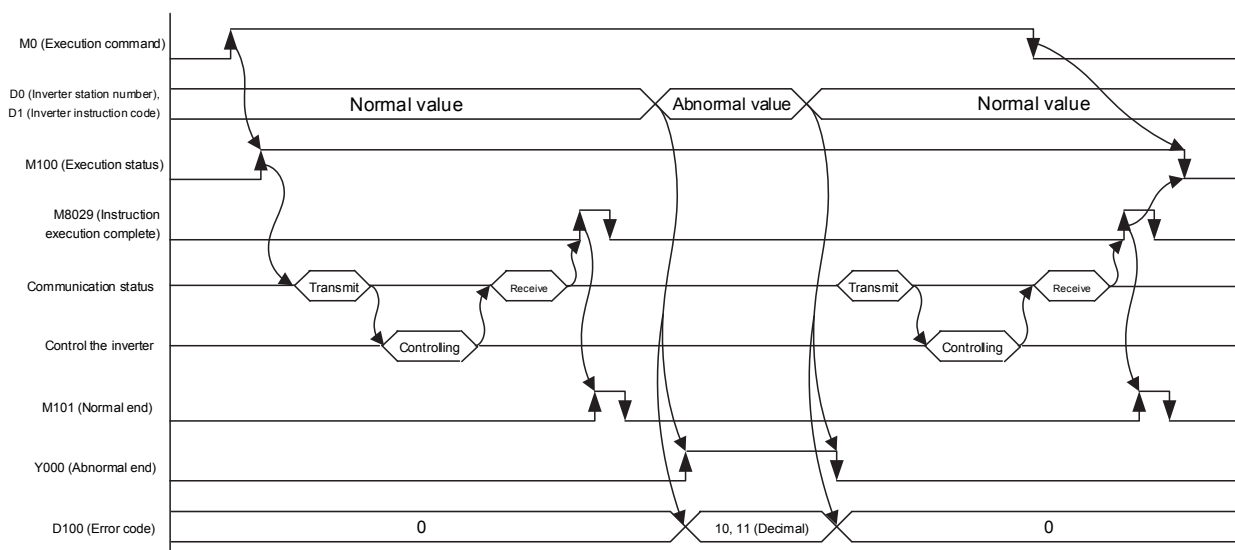 M0 (Execution command)
D0 (Inverter station number),
D1 (Inverter instruction code)
Normal value
Abnormal value
Normal value
M100 (Execution status)
M8029 (Instruction
execution complete)
Communication status
Transmit
Receive
Transmit
Receive
Control the inverter
Controlling
Controlling
M101 (Normal end)
Y000 (Abnormal end)
D100 (Error code)
0
10, 11 (Decimal)
0